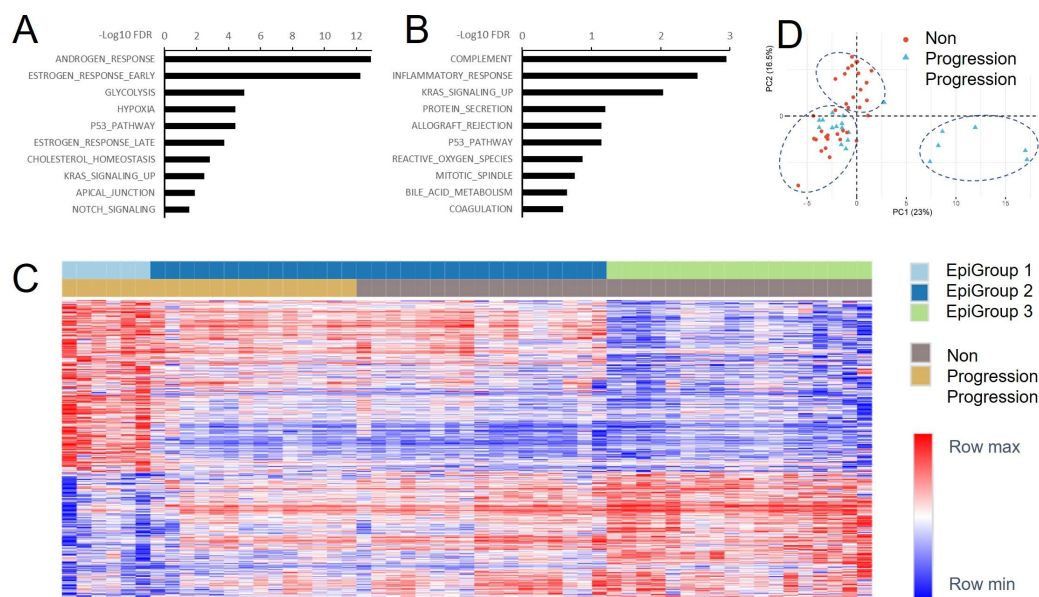 A
-Log10 FDR
0 2 4 6 8 10 12
ANDROGEN_RESPONSE
ESTROGEN_RESPONSE_EARLY
GLYCOLYSIS
HYPOXIA
P53_PATHWAY
ESTROGEN_RESPONSE_LATE
CHOLESTEROL_HOMEOSTASIS
KRAS_SIGNALING_UP
APICAL_JUNCTION
NOTCH_SIGNALING
B
-Log10 FDR
0 1 2 3
COMPLEMENT
INFLAMMATORY_RESPONSE
KRAS_SIGNALING_UP
PROTEIN_SECRETION
ALLOGRAFT_REJECTION
P53_PATHWAY
REACTIVE_OXYGEN_SPECIES
MITOTIC_SPINDLE
BILE_ACID_METABOLISM
COAGULATION
D
Non
Progression
Progression
PC2 (16.5%)
0
-5 0 5 10 15
PC1 (23%)
C
EpiGroup 1
EpiGroup 2
EpiGroup 3
Non
Progression
Progression
Row max
Row min